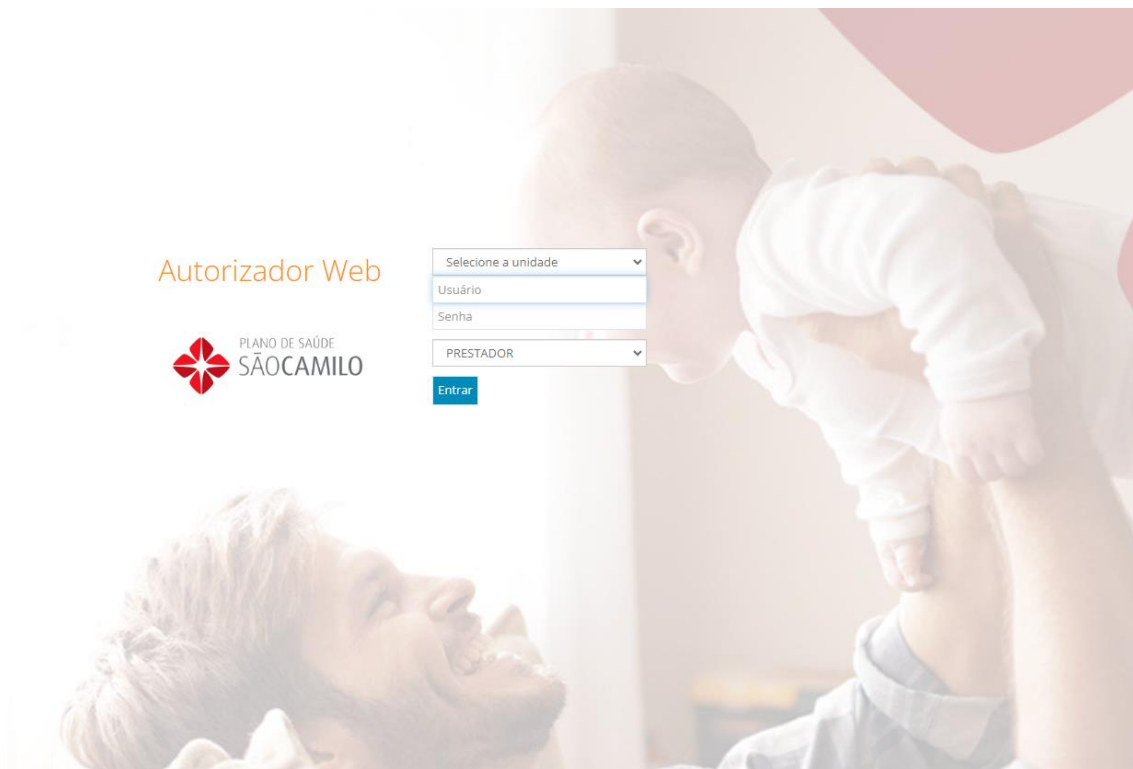 Autorizador Web
PLANO DE SAÚDE
SÃOCAMILO
Selecione a unidade
Usuário
Senha
PRESTADOR
Entrar